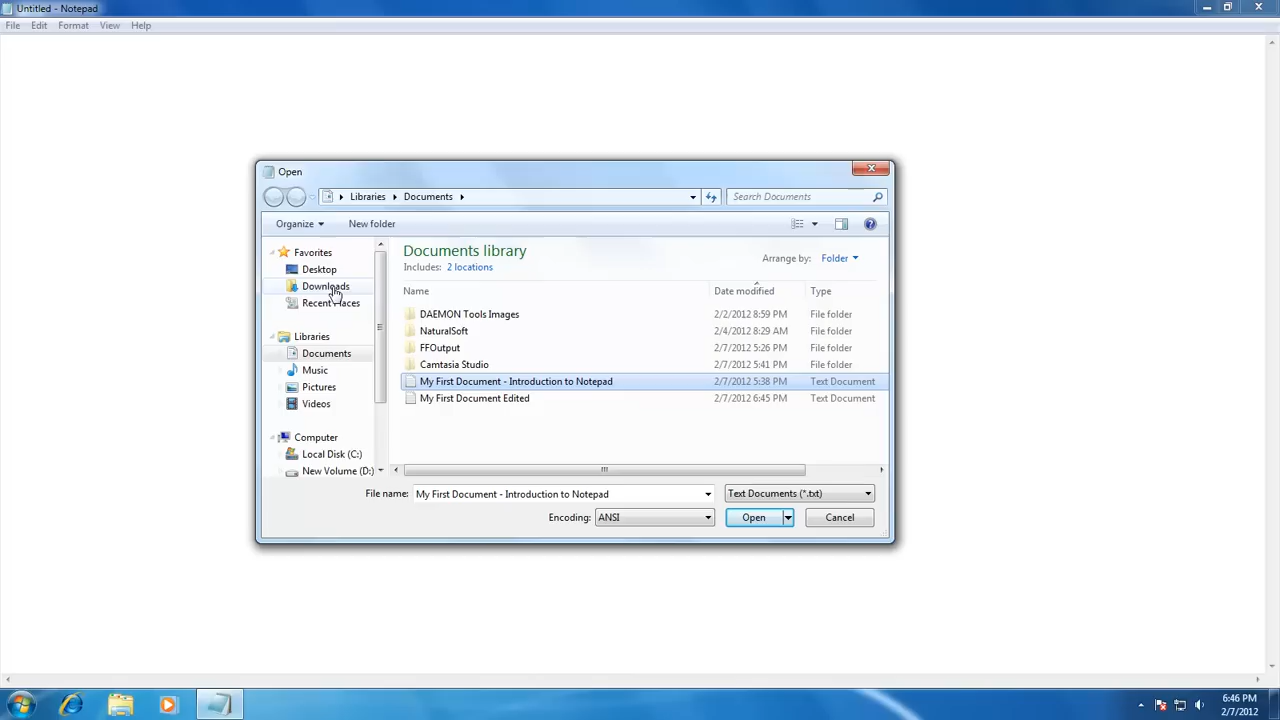 Untitled - Notepad
File Edit Format View Help
Open
Libraries Documents
Search Documents
Organize New folder
Favorites
Desktop
Downloads
Recent Places
Libraries
Documents
Music
Pictures
Videos
Computer
Local Disk (C:)
New Volume (D:)
Documents library
Includes: 2 locations
Arrange by: Folder
Name Date modified Type
DAEMON Tools Images 2/2/2012 8:59 PM File folder
NaturalSoft 2/4/2012 8:29 AM File folder
FFOutput 2/7/2012 5:26 PM File folder
Camtasia Studio 2/7/2012 5:41 PM File folder
My First Document - Introduction to Notepad 2/7/2012 5:38 PM Text Document
My First Document Edited 2/7/2012 6:45 PM Text Document
File name: My First Document - Introduction to Notepad Text Documents (*.txt)
Encoding: ANSI Open Cancel
6:46 PM
2/7/2012